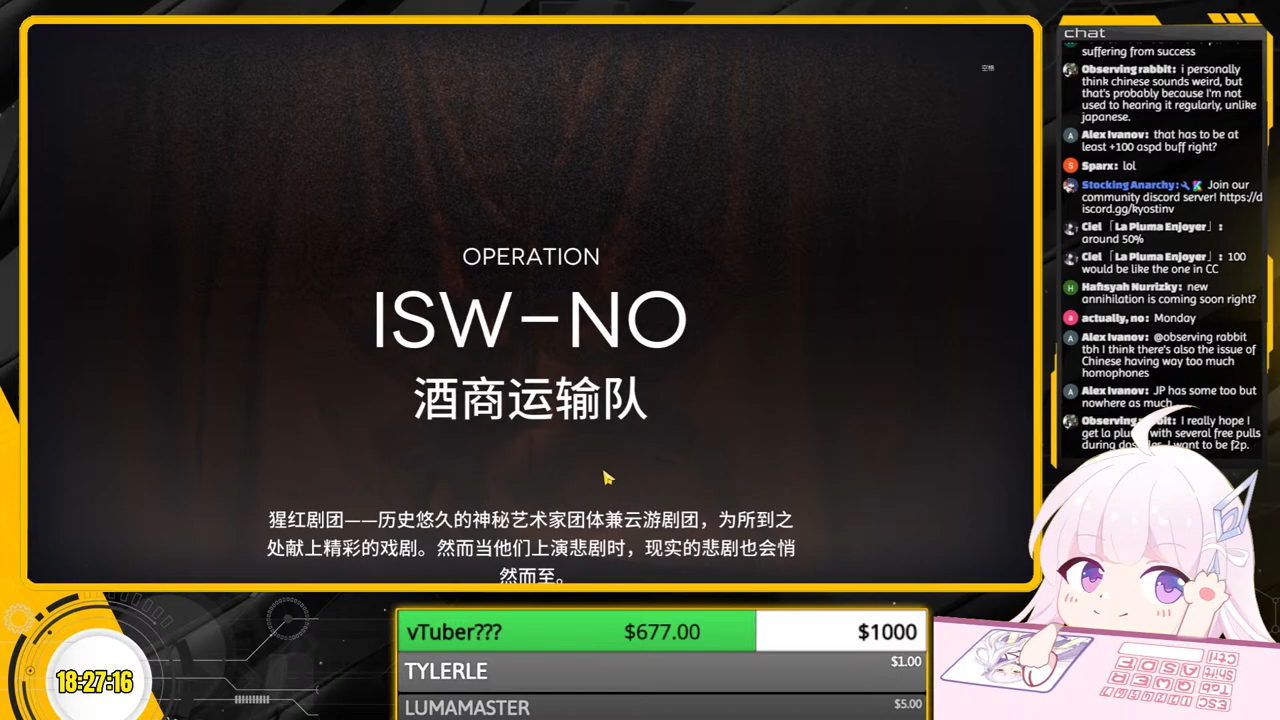 OPERATION
ISW-NO
酒商运输队
猩红剧团——历史悠久的神秘艺术家团体兼云游剧团，为所到之
处献上精彩的戏剧。然而当他们上演悲剧时，现实的悲剧也会悄
然而至。
chat
suffering from success
Observing rabbit: i personally
think chinese sounds weird, but
that's probably because I'm not
used to hearing it regularly, unlike
japanese.
Alex Ivanov: that has to be at
least +100 aspd buff right?
Sparx: lol
Stocking Anarchy: Join our
community discord server! https://d
iscord.gg/kyostinv
Ciel「La Pluma Enjoyer」:
around 50%
Ciel「La Pluma Enjoyer」: 100
would be like the one in CC
Hafisyah Nurrizky: new
annihilation is coming soon right?
actually, no: Monday
Alex Ivanov: @observing rabbit
tbh I think there's also the issue of
Chinese having way too much
homophones
Alex Ivanov: JP has some too but
nowhere as much
Observing I really hope I
get la with several free pulls
during I want to be f2p.
18:27:16
vTuber??? $677.00 $1000
TYLERLE $1.00
LUMAMASTER $5.00